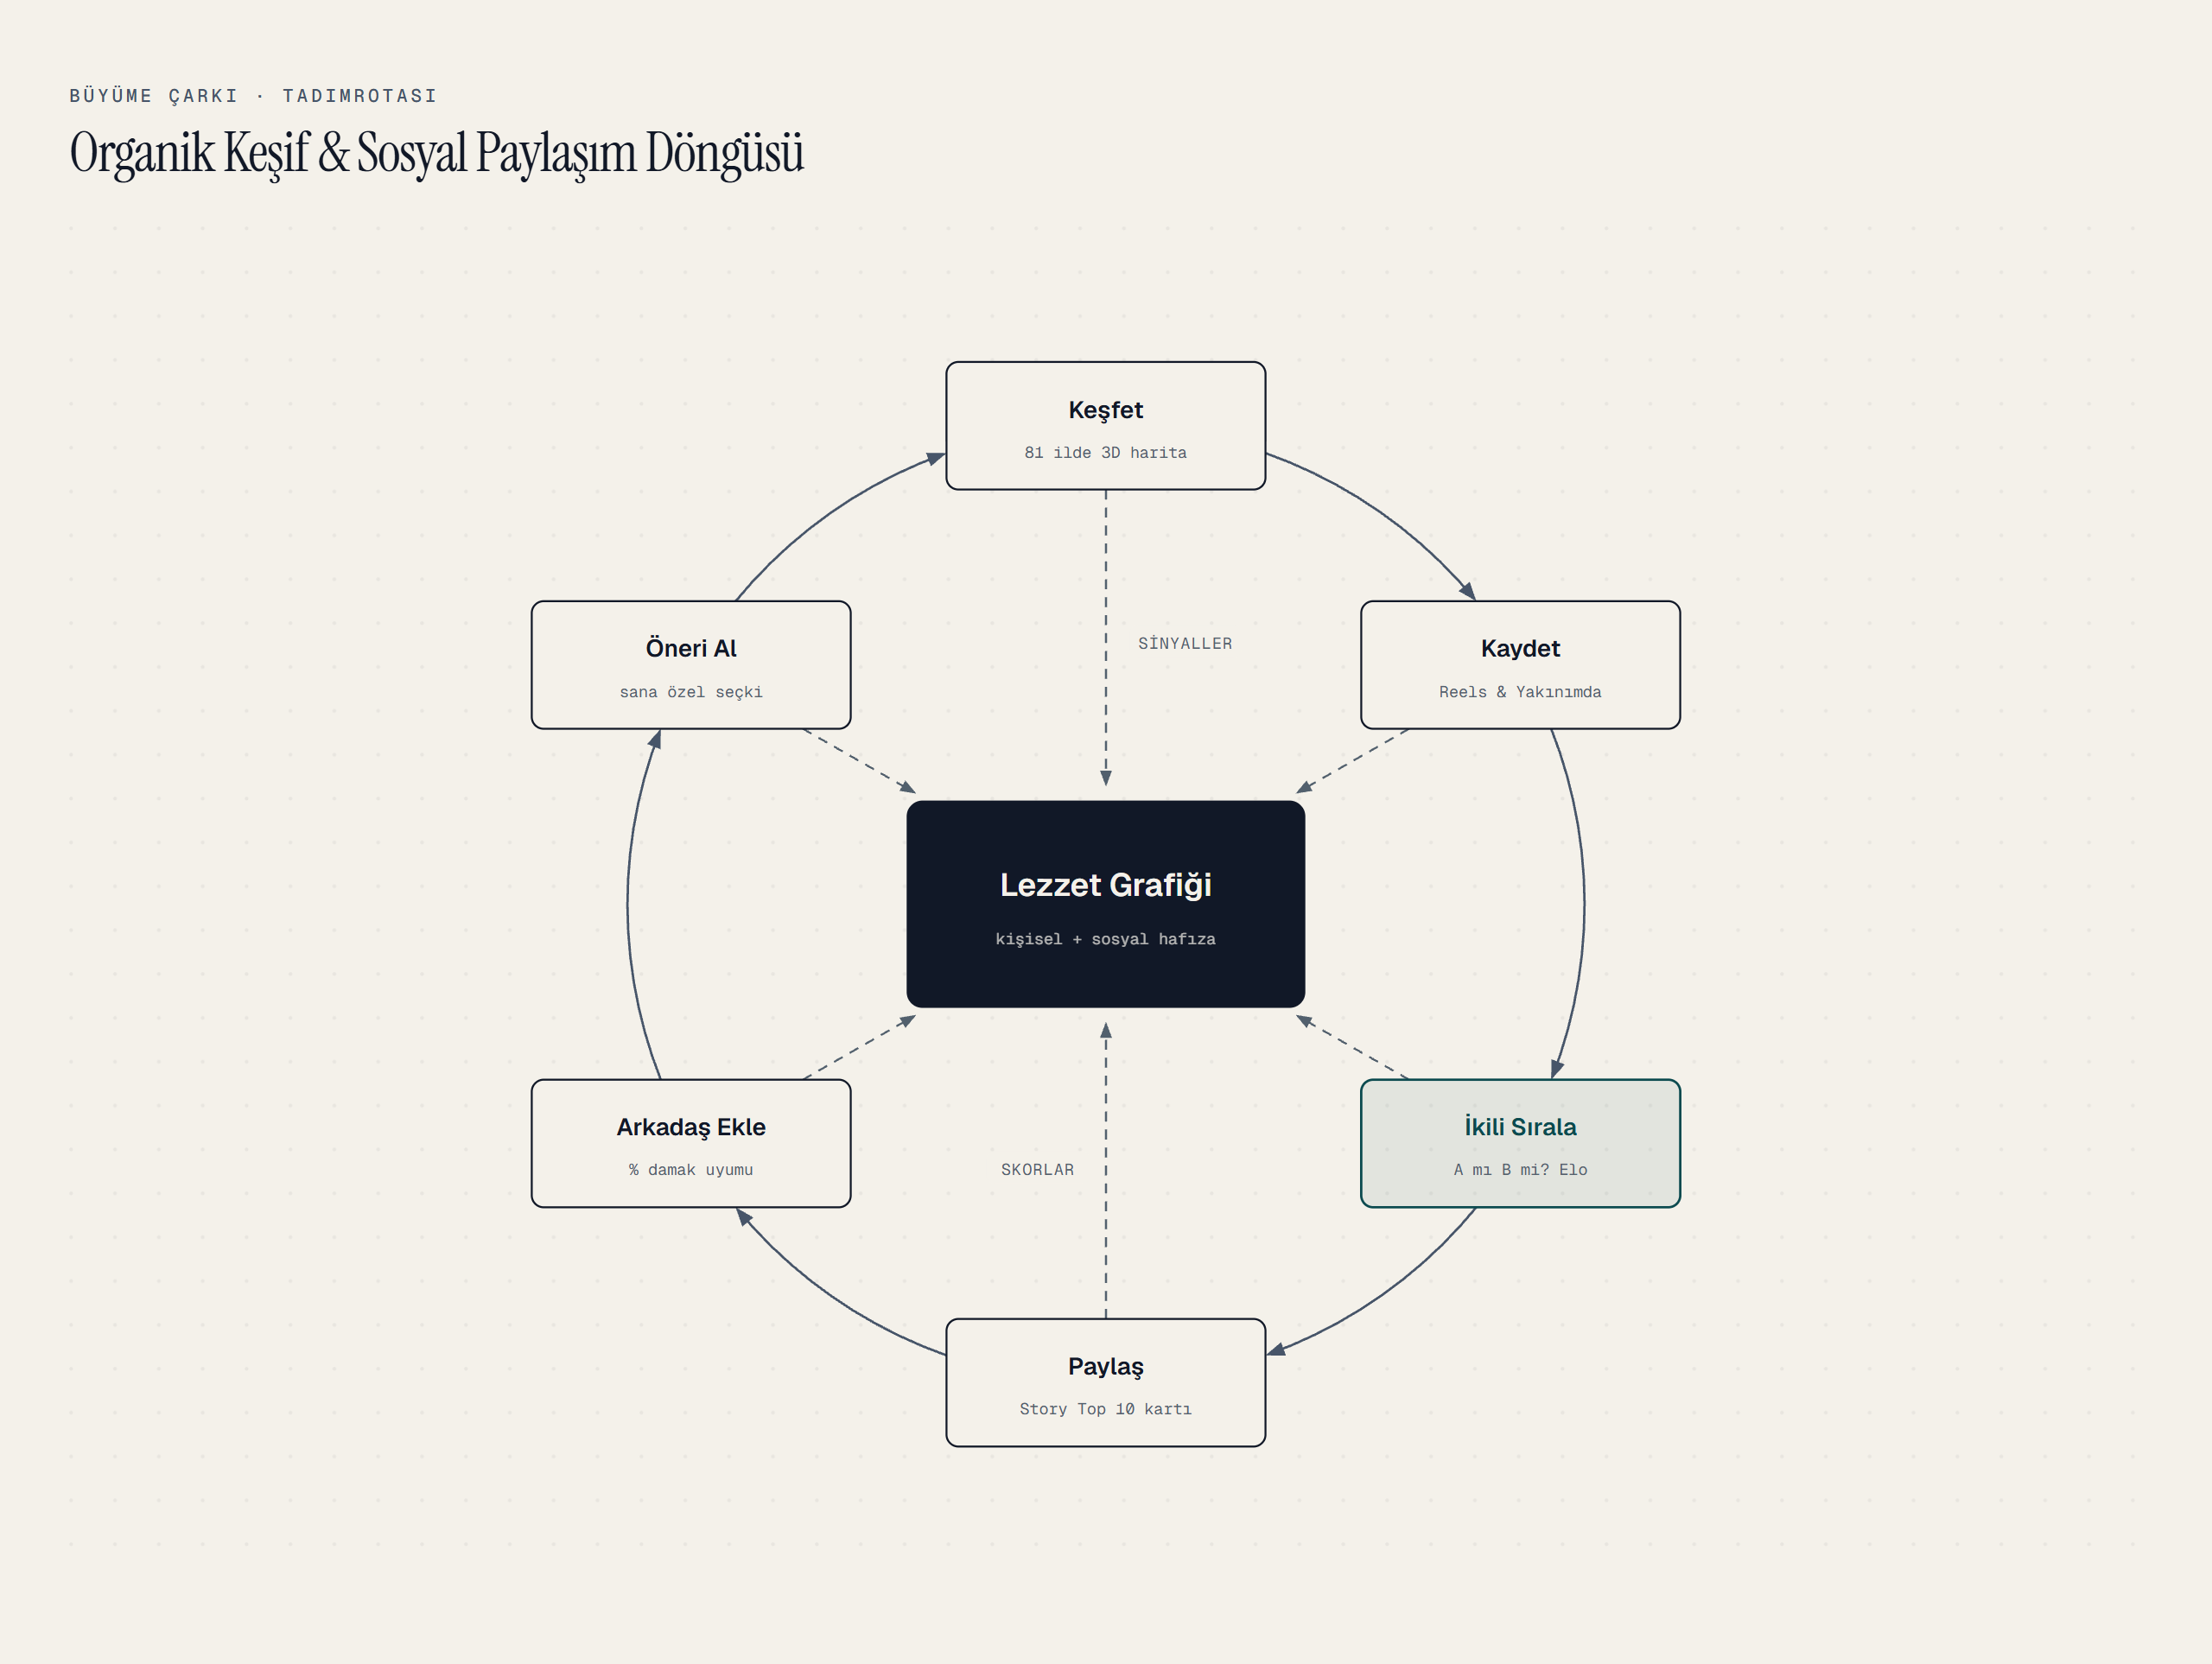 BÜYÜME ÇARKI · TADIMROTASI
Organik Keşif & Sosyal Paylaşım Döngüsü
Keşfet
81 ilde 3D harita
Öneri Al
sana özel seçki
SİNYALLER
Kaydet
Reels & Yakınımda
Lezzet Grafiği
kişisel + sosyal hafıza
Arkadaş Ekle
% damak uyumu
SKORLAR
İkili Sırala
A mı B mi? Elo
Paylaş
Story Top 10 kartı